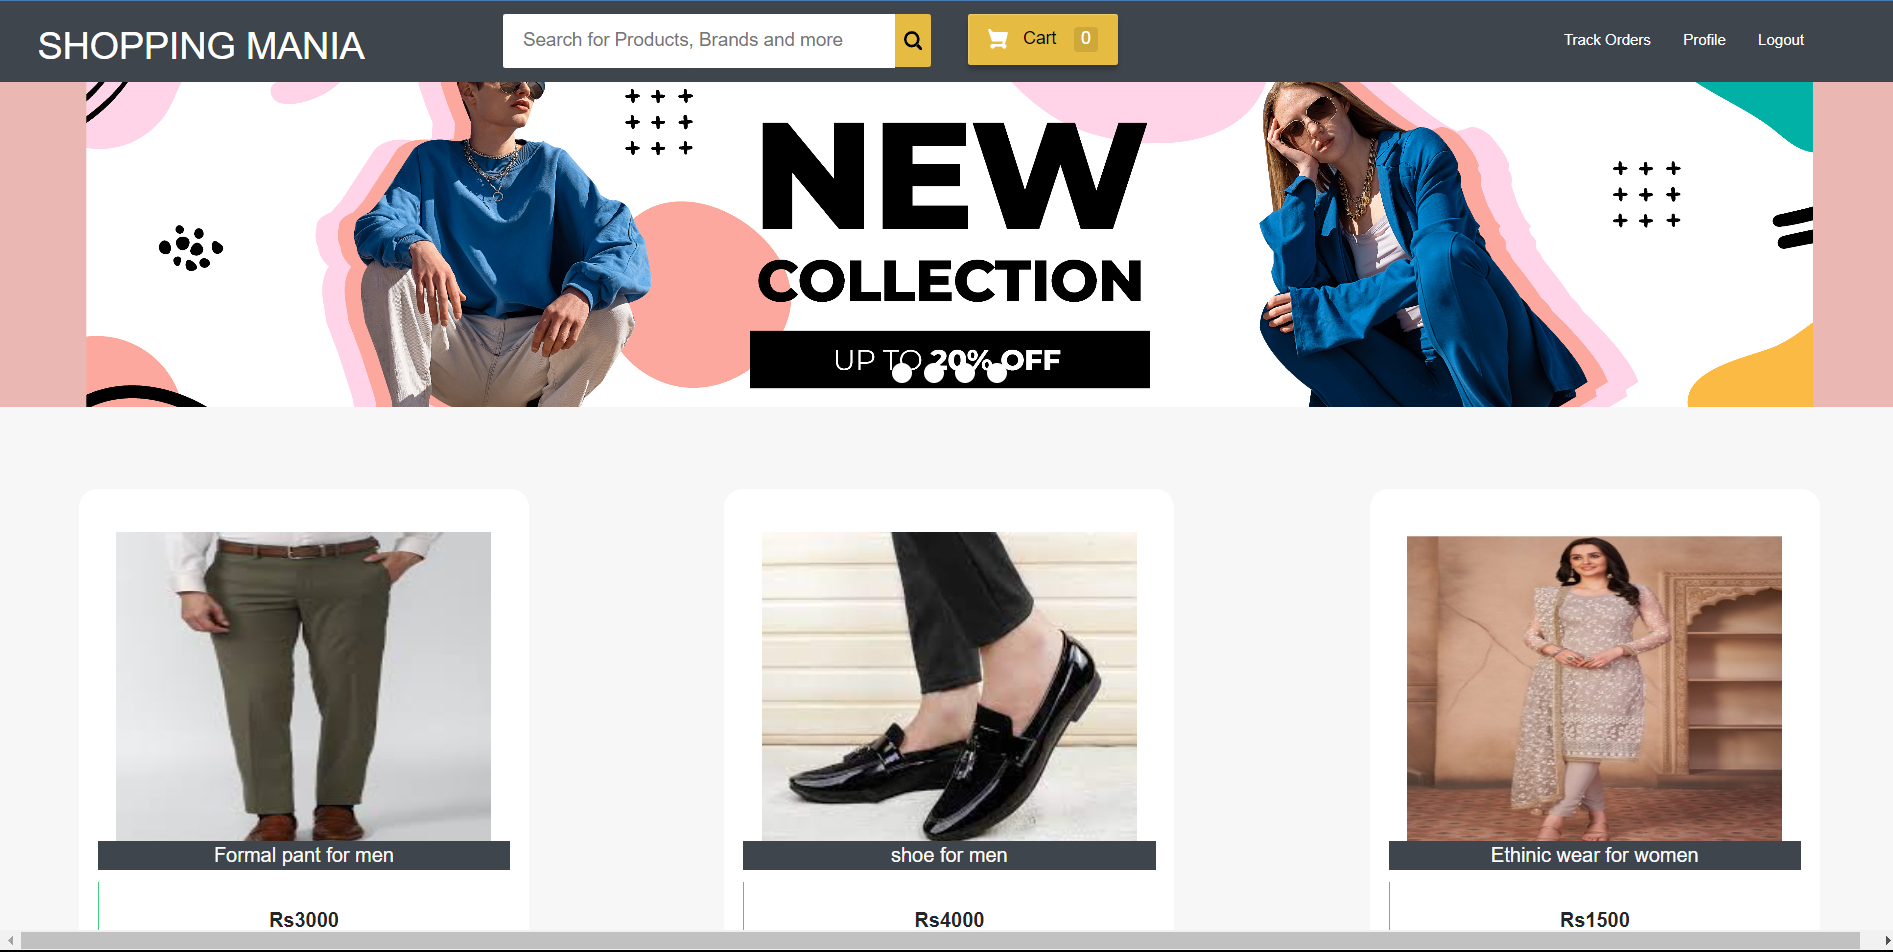 SHOPPING MANIA
Search for Products, Brands and more
Cart 0
Track Orders Profile Logout
NEW
COLLECTION
UP TO 20% OFF
Formal pant for men
shoe for men
Ethinic wear for women
Rs3000
Rs4000
Rs1500